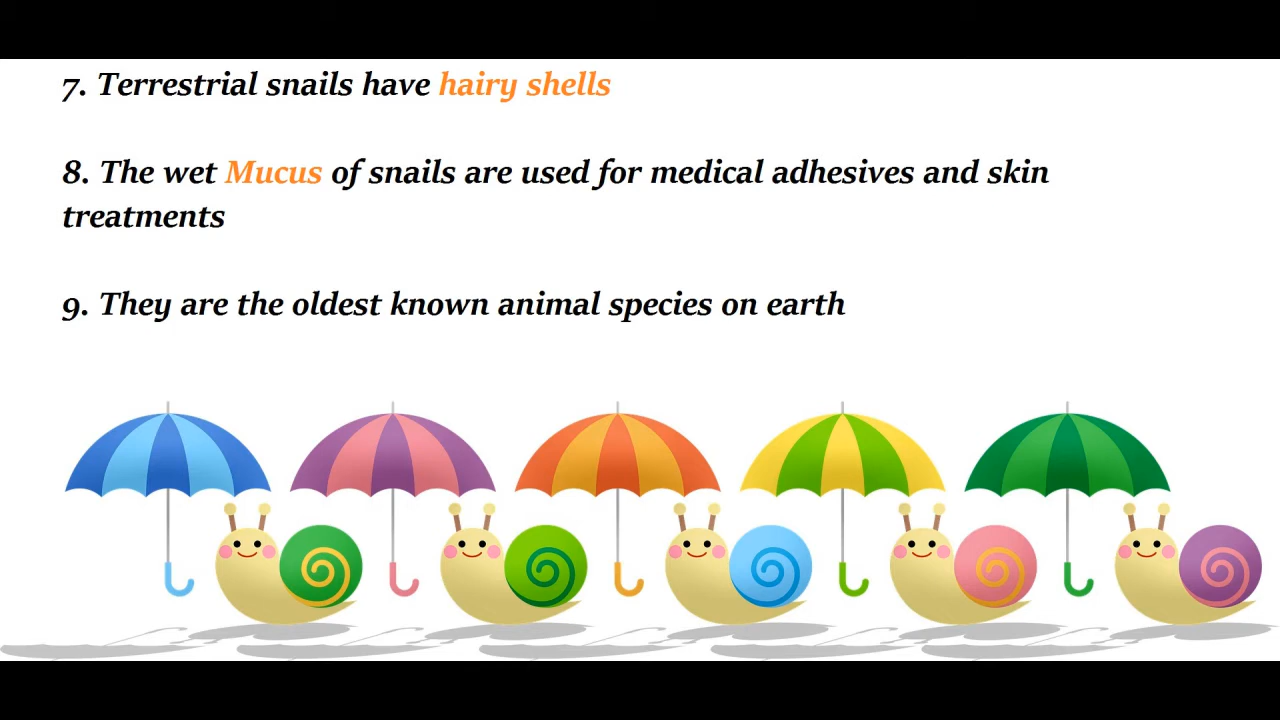 7. Terrestrial snails have hairy shells
8. The wet Mucus of snails are used for medical adhesives and skin
treatments
9. They are the oldest known animal species on earth